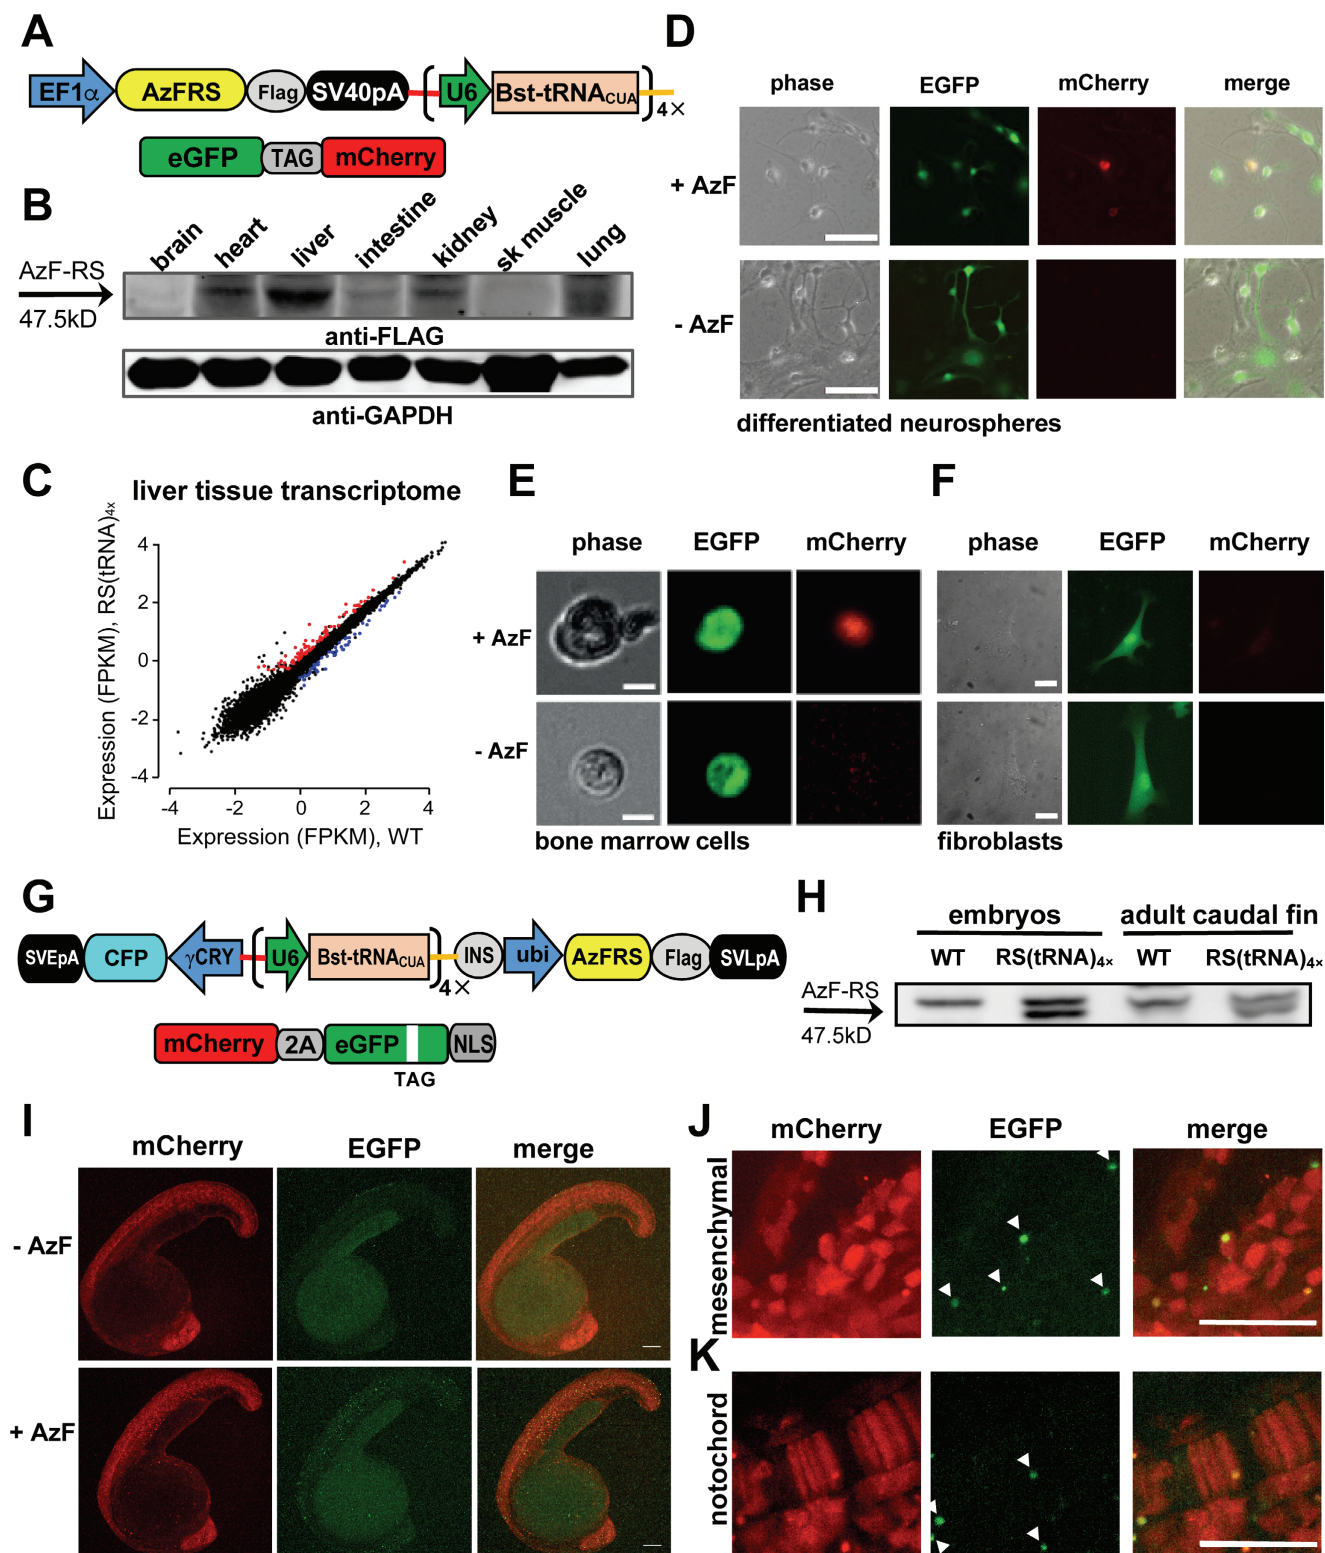 A
EF1α AzFRS Flag SV40pA U6 Bst-tRNACUA 4×
eGFP TAG mCherry
B
brain heart liver intestine kidney sk muscle lung
AzF-RS
47.5kD
anti-FLAG
anti-GAPDH
C
liver tissue transcriptome
Expression (FPKM), RS(tRNA)4x
4
2
0
-2
-4
-4 -2 0 2 4
Expression (FPKM), WT
D
phase EGFP mCherry merge
+ AzF
- AzF
differentiated neurospheres
E
phase EGFP mCherry
+ AzF
- AzF
bone marrow cells
F
phase EGFP mCherry
fibroblasts
G
SVEpA CFP γCRY U6 Bst-tRNACUA 4× INS ubi AzFRS Flag SVLpA
mCherry 2A eGFP NLS
TAG
H
embryos adult caudal fin
WT RS(tRNA)4× WT RS(tRNA)4×
AzF-RS
47.5kD
I
mCherry EGFP merge
- AzF
+ AzF
J
mCherry EGFP merge
mesenchymal
K
notochord